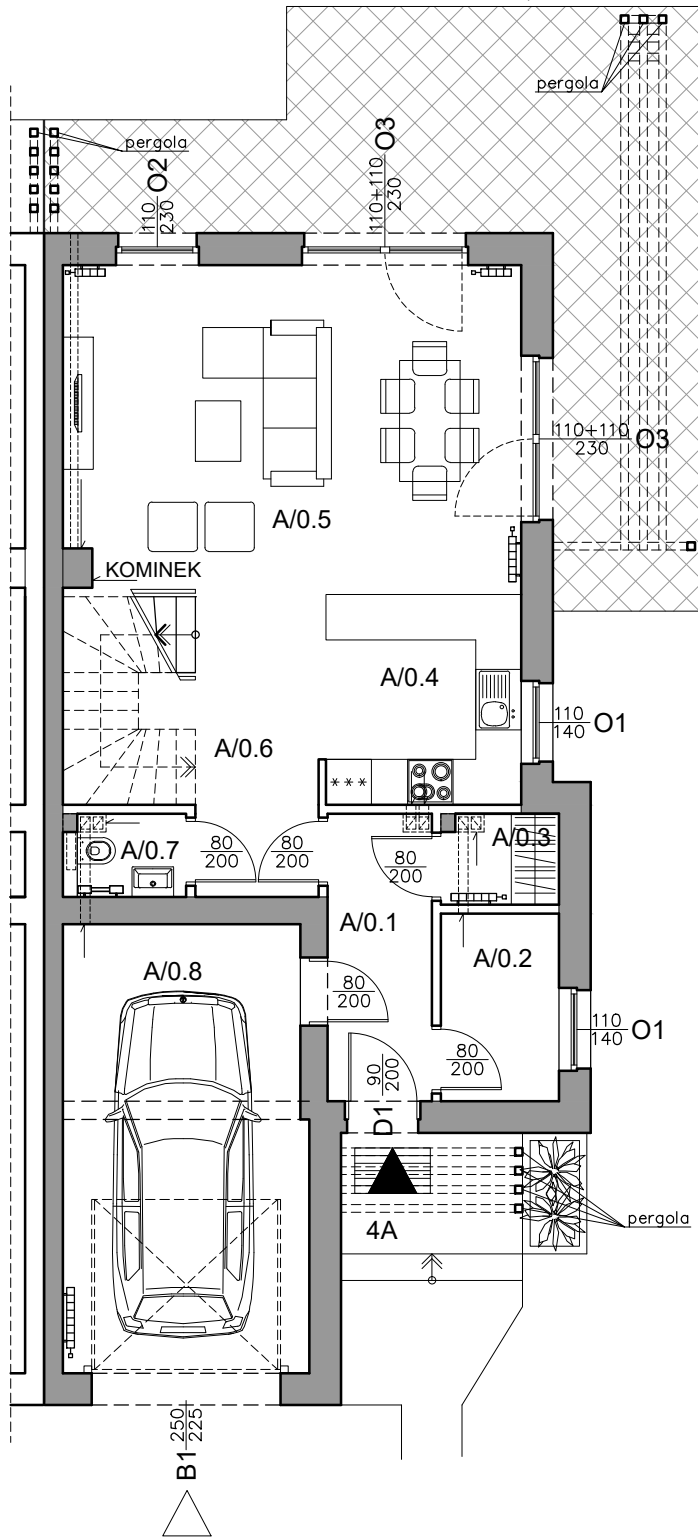 pergola
pergola
110
230
O2
110+110
230
O3
110+110
230
O3
A/0.5
KOMINEK
A/0.4
110
140
O1
A/0.6
***
A/0.7
80
200
80
200
80
200
A/0.3
A/0.1
A/0.2
A/0.8
80
200
110
140
O1
80
200
90
200
D1
4A
pergola
B1
250
225